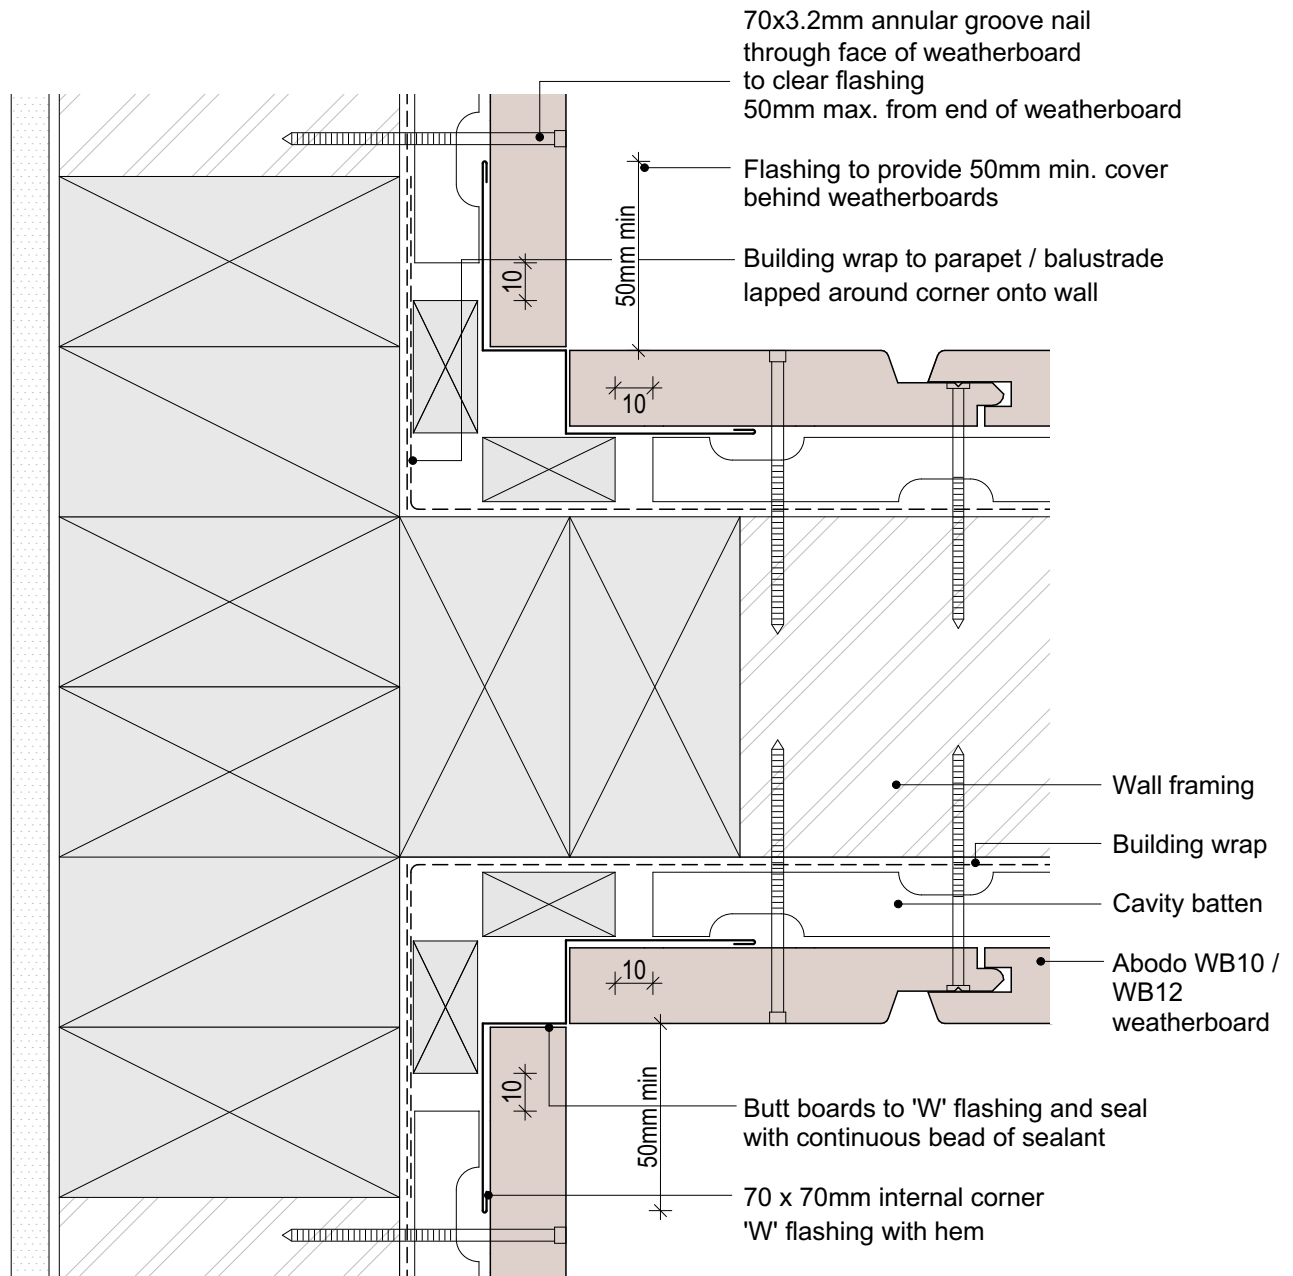 70x3.2mm annular groove nail
through face of weatherboard
to clear flashing
50mm max. from end of weatherboard
Flashing to provide 50mm min. cover
behind weatherboards
Building wrap to parapet / balustrade
lapped around corner onto wall
10
50mm min
10
Wall framing
Building wrap
Cavity batten
Abodo WB10 /
WB12
weatherboard
10
10
50mm min
Butt boards to 'W' flashing and seal
with continuous bead of sealant
70 x 70mm internal corner
'W' flashing with hem